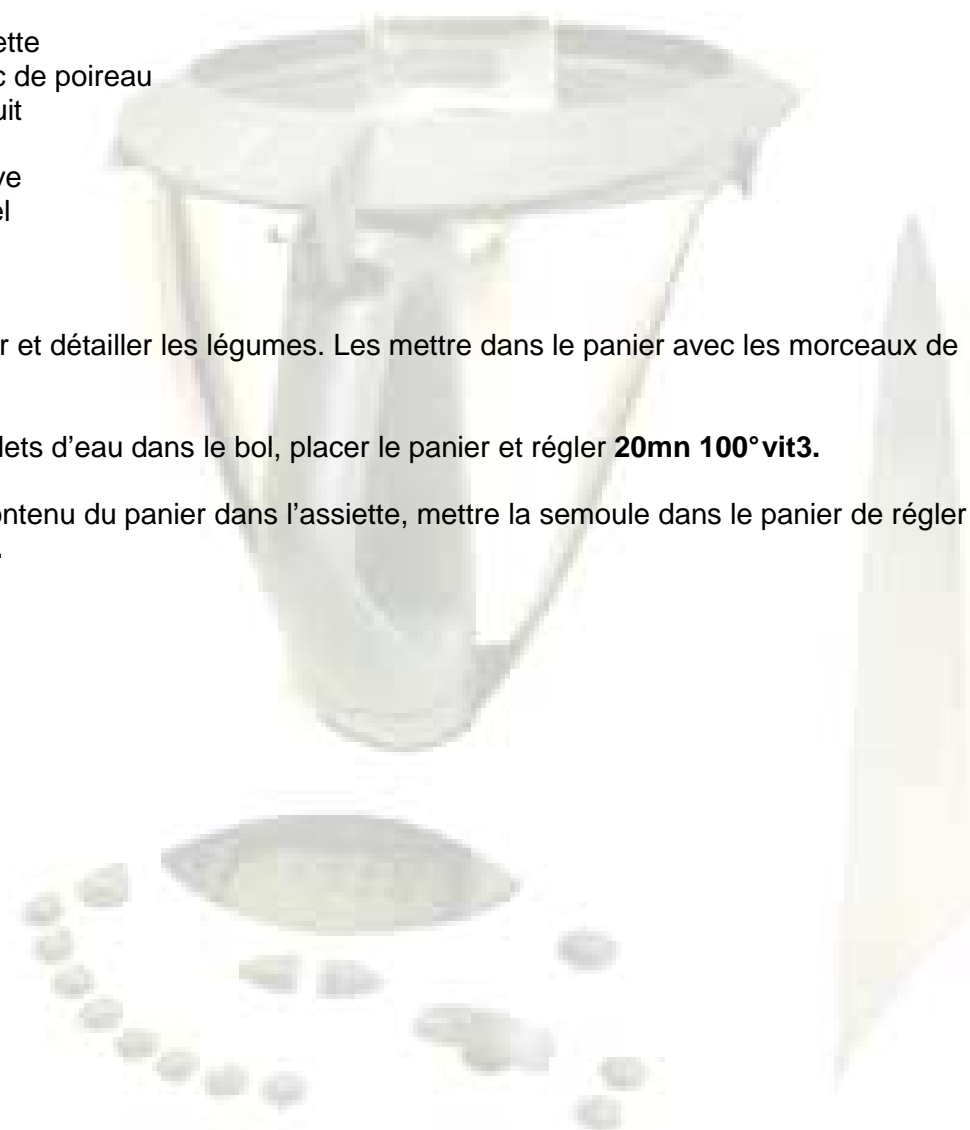 ette
c de poireau
uit
ve
el
r et détailler les légumes. Les mettre dans le panier avec les morceaux de
lets d’eau dans le bol, placer le panier et régler 20mn 100° vit3.
ontenu du panier dans l’assiette, mettre la semoule dans le panier de régler
.